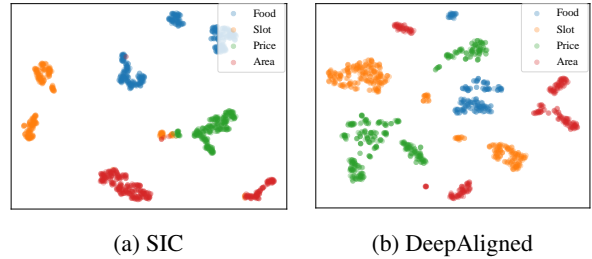 Food
Slot
Price
Area
Food
Slot
Price
Area
(a) SIC
(b) DeepAligned